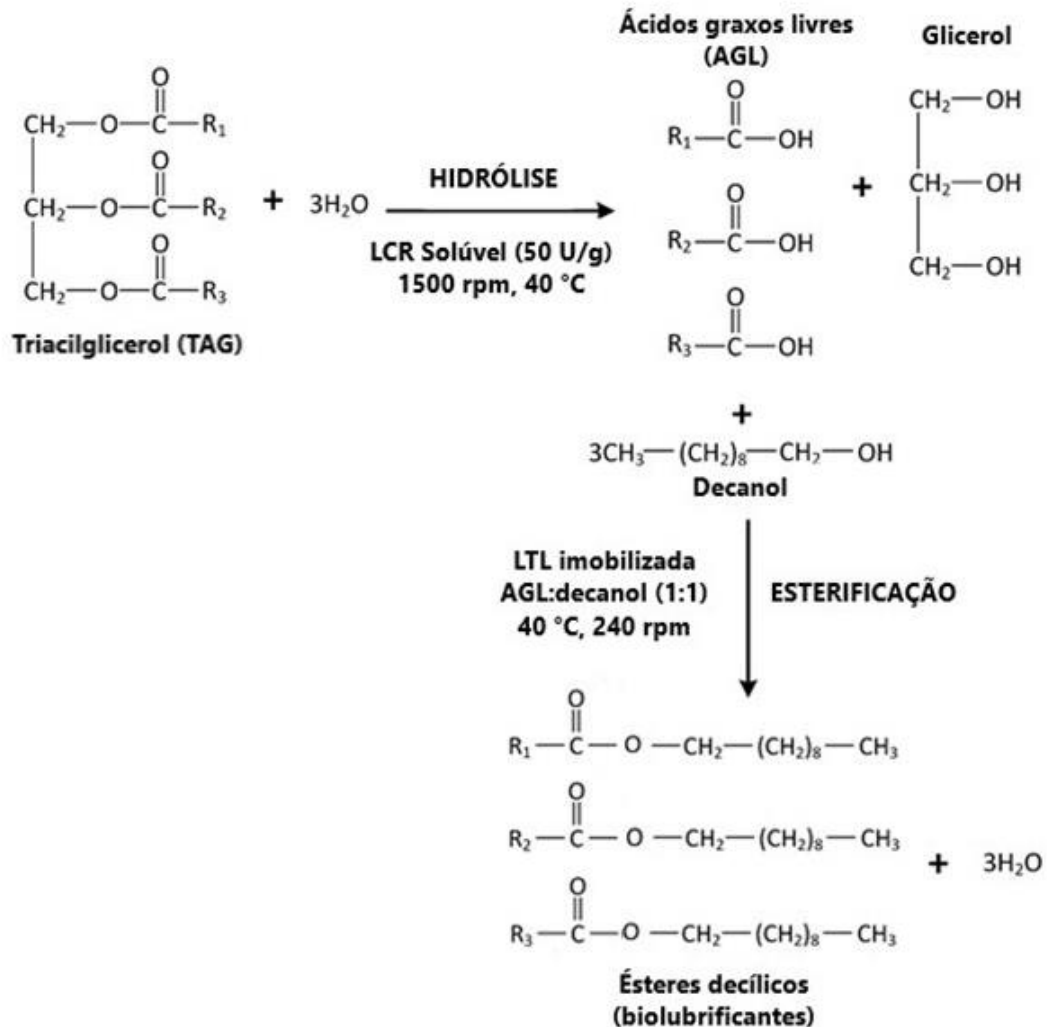 Ácidos graxos livres
(AGL)
Glicerol
O
CH₂—O—C—R₁
O
CH₂—O—C—R₂
O
CH₂—O—C—R₃
Triacilglicerol (TAG)
+
3H₂O
HIDRÓLISE
LCR Solúvel (50 U/g)
1500 rpm, 40 °C
O
R₁—C—OH
O
R₂—C—OH
O
R₃—C—OH
+
CH₂—OH
CH₂—OH
CH₂—OH
+
3CH₃—(CH₂)₈—CH₂—OH
Decanol
LTL imobilizada
AGL:decanol (1:1)
40 °C, 240 rpm
ESTERIFICAÇÃO
O
R₁—C—O—CH₂—(CH₂)₈—CH₃
O
R₂—C—O—CH₂—(CH₂)₈—CH₃
O
R₃—C—O—CH₂—(CH₂)₈—CH₃
+
3H₂O
Ésteres decílicos
(biolubrificantes)